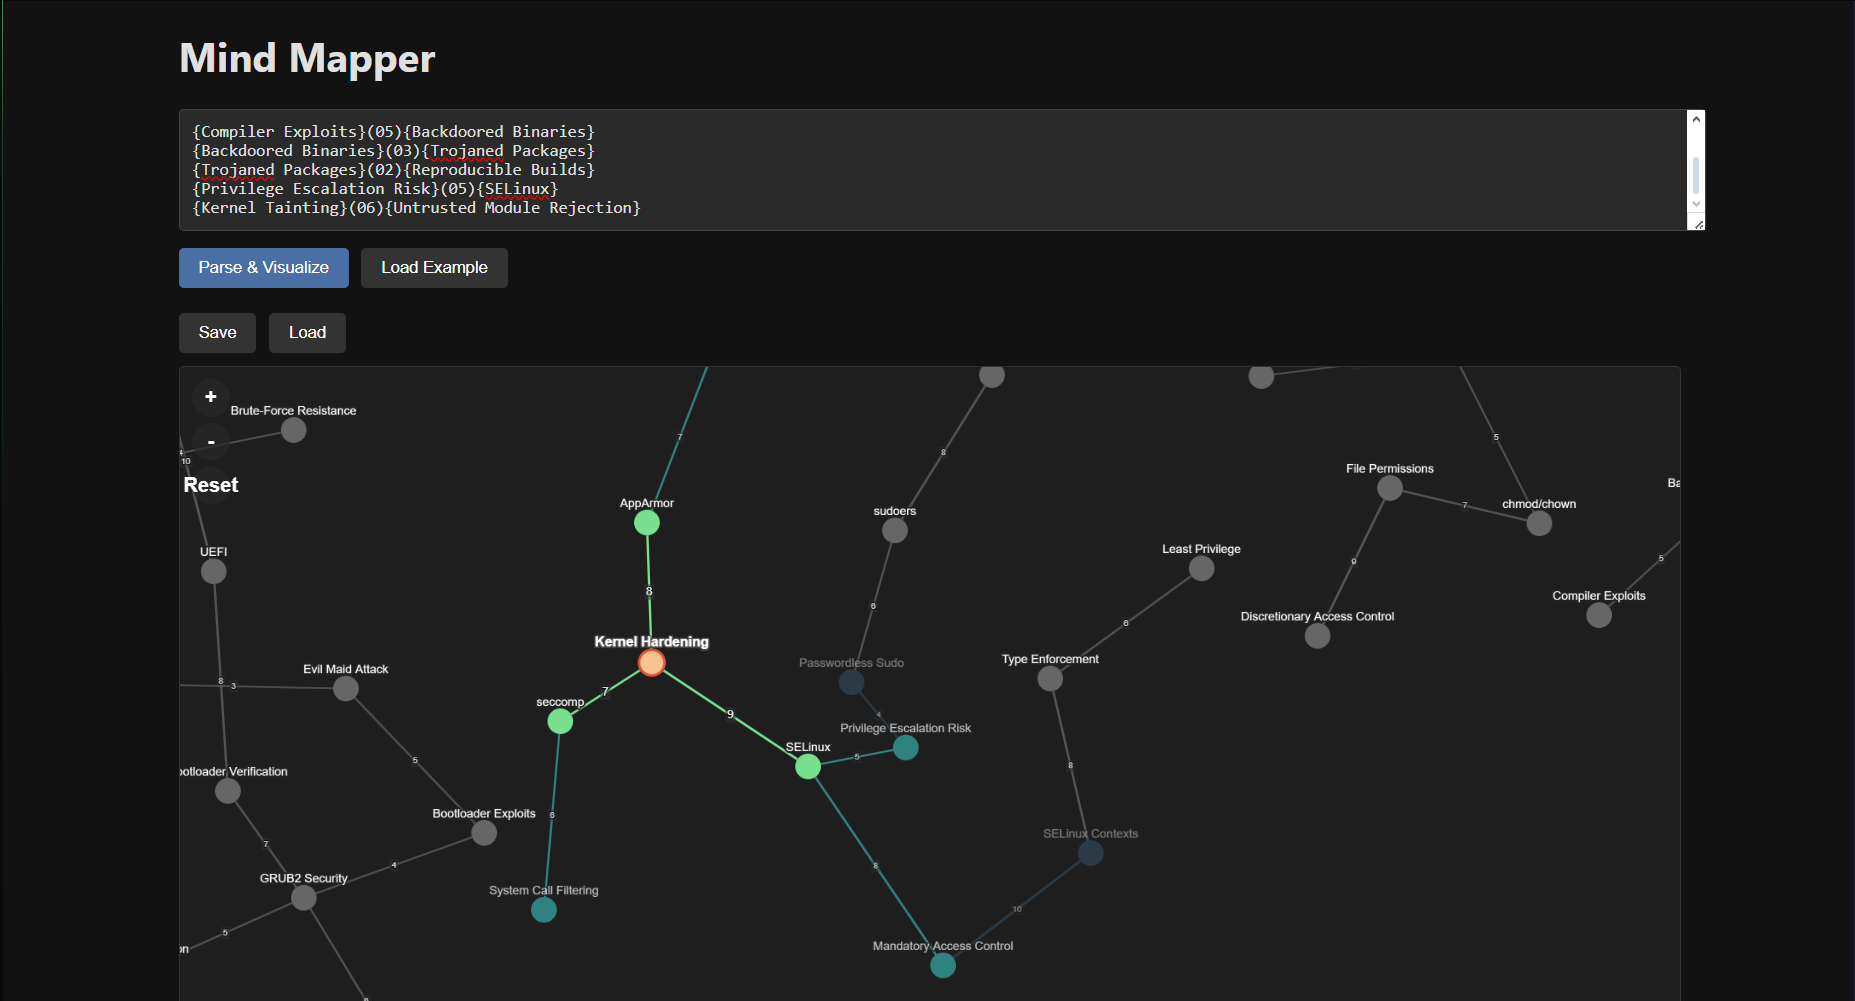 Mind Mapper
{Compiler Exploits}(05){Backdoored Binaries}
{Backdoored Binaries}(03){Trojaned Packages}
{Trojaned Packages}(02){Reproducible Builds}
{Privilege Escalation Risk}(05){SELinux}
{Kernel Tainting}(06){Untrusted Module Rejection}
Parse & Visualize
Load Example
Save
Load
+
Brute-Force Resistance
-
10
Reset
7
8
5
File Permissions
Ba
AppArmor
sudoers
7
chmod/chown
UEFI
Least Privilege
9
5
8
Compiler Exploits
6
Discretionary Access Control
6
Kernel Hardening
Evil Maid Attack
Passwordless Sudo
Type Enforcement
8
3
7
seccomp
9
4
Privilege Escalation Risk
SELinux
5
5
8
ootloader Verification
Bootloader Exploits
6
SELinux Contexts
7
4
8
GRUB2 Security
System Call Filtering
10
5
on
Mandatory Access Control